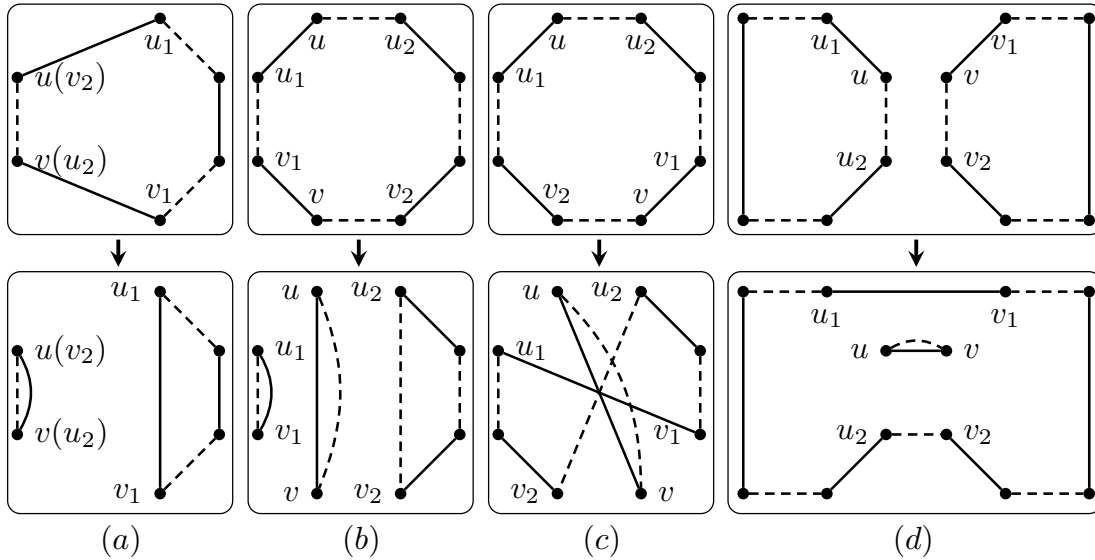 u₁ u u₂ u u₂ u₁ v₁
u(v₂) u₁ u₁ u v
v(u₂) v₁ v₁ u₂ v₂
v₁ v v₂ v₂ v
u₁ u u₂ u u₂ u₁ v₁
u(v₂) u₁ u₁ u v
v(u₂) v₁ v₁ u₂ v₂
v₁ v v₂ v₂ v
(a) (b) (c) (d)